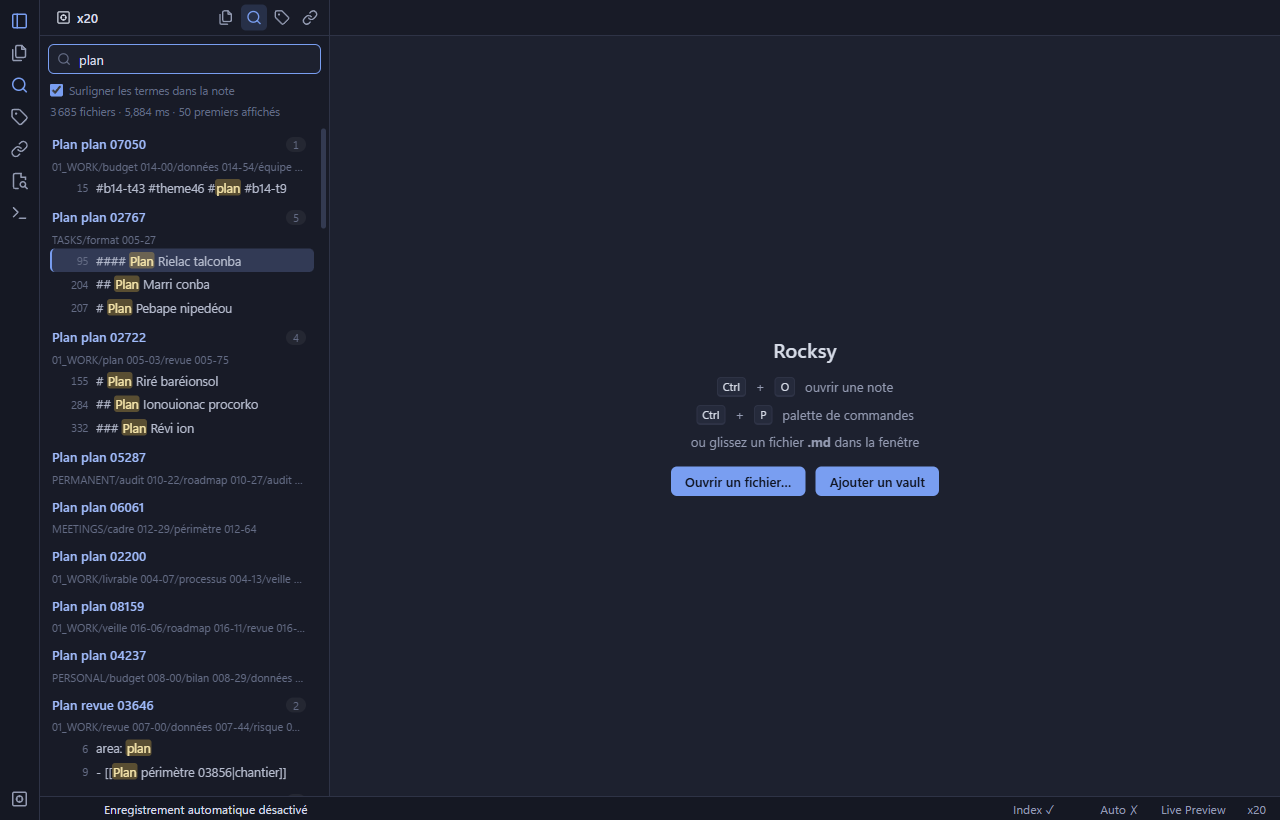 x20
plan
Surligner les termes dans la note
3 685 fichiers · 5,884 ms · 50 premiers affichés
Plan plan 07050 1
01_WORK/budget 014-00/données 014-54/équipe ...
15 #b14-t43 #theme46 #plan #b14-t9
Plan plan 02767 5
TASKS/format 005-27
95 #### Plan Rielac talconba
204 ## Plan Marri conba
207 # Plan Pebape nipedéou
Plan plan 02722 4
01_WORK/plan 005-03/revue 005-75
155 # Plan Riré baréionsol
284 ## Plan Ionouionac procorko
332 ### Plan Révi ion
Plan plan 05287
PERMANENT/audit 010-22/roadmap 010-27/audit ...
Plan plan 06061
MEETINGS/cadre 012-29/périmètre 012-64
Plan plan 02200
01_WORK/livrable 004-07/processus 004-13/veille ...
Plan plan 08159
01_WORK/veille 016-06/roadmap 016-11/revue 016-...
Plan plan 04237
PERSONAL/budget 008-00/bilan 008-29/données ...
Plan revue 03646 2
01_WORK/revue 007-00/données 007-44/risque 0...
6 area: plan
9 - [[Plan périmètre 03856|chantier]]
Rocksy
Ctrl + O ouvrir une note
Ctrl + P palette de commandes
ou glissez un fichier .md dans la fenêtre
Ouvrir un fichier... Ajouter un vault
Enregistrement automatique désactivé
Index ✓ Auto ✗ Live Preview x20